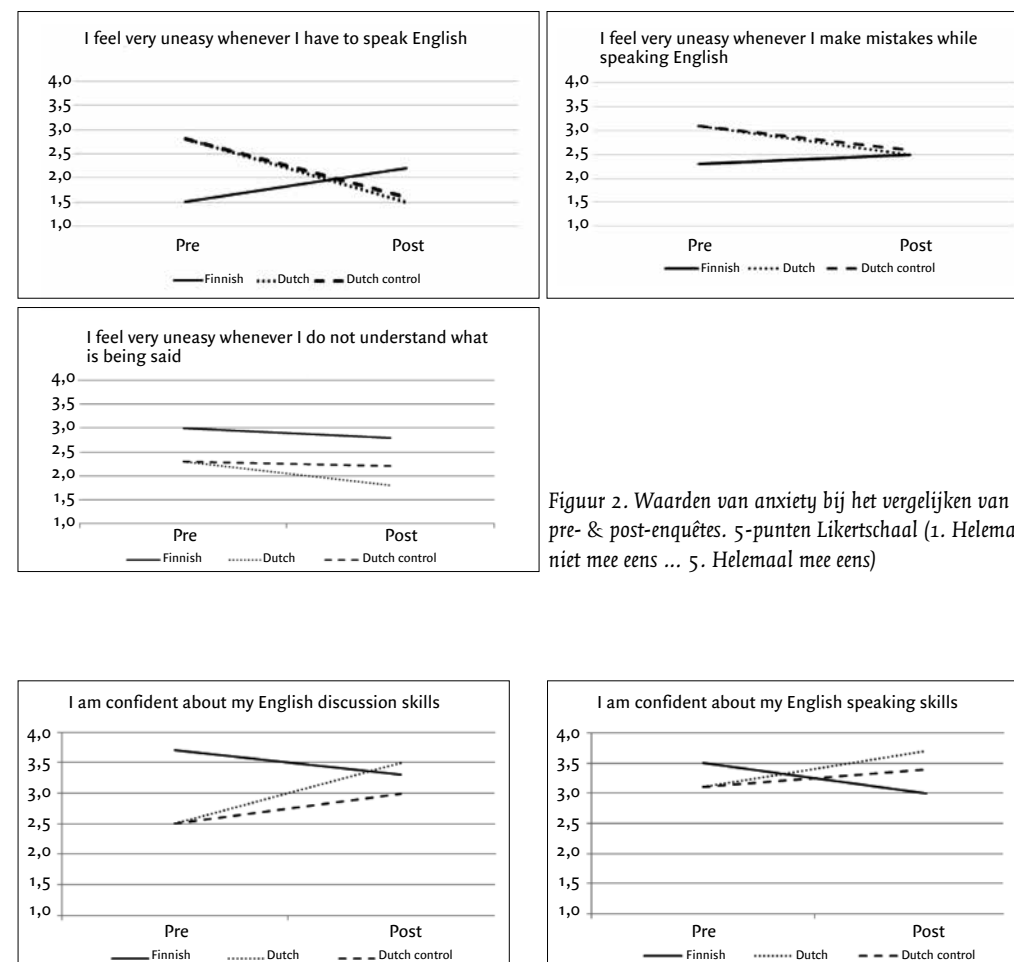 I feel very uneasy whenever I have to speak English
4,0
3,5
3,0
2,5
2,0
1,5
1,0
Pre Post
Finnish Dutch Dutch control
I feel very uneasy whenever I make mistakes while
speaking English
4,0
3,5
3,0
2,5
2,0
1,5
1,0
Pre Post
Finnish Dutch Dutch control
I feel very uneasy whenever I do not understand what
is being said
4,0
3,5
3,0
2,5
2,0
1,5
1,0
Pre Post
Finnish Dutch Dutch control
Figuur 2. Waarden van anxiety bij het vergelijken van
pre- & post-enquêtes. 5-punten Likertschaal (1. Helema
niet mee eens ... 5. Helemaal mee eens)
I am confident about my English discussion skills
4,0
3,5
3,0
2,5
2,0
1,5
1,0
Pre Post
Finnish Dutch Dutch control
I am confident about my English speaking skills
4,0
3,5
3,0
2,5
2,0
1,5
1,0
Pre Post
Finnish Dutch Dutch control